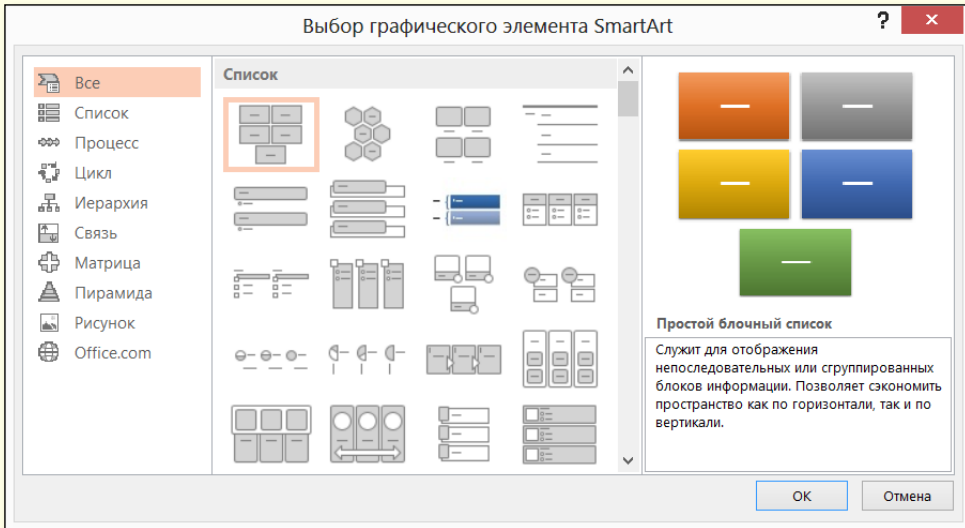 Выбор графического элемента SmartArt
?
Все
Список
Процесс
Цикл
Иерархия
Связь
Матрица
Пирамида
Рисунок
Office.com
Список
Простой блочный список
Служит для отображения
непоследовательных или сгруппированных
блоков информации. Позволяет сэкономить
пространство как по горизонтали, так и по
вертикали.
ОК
Отмена